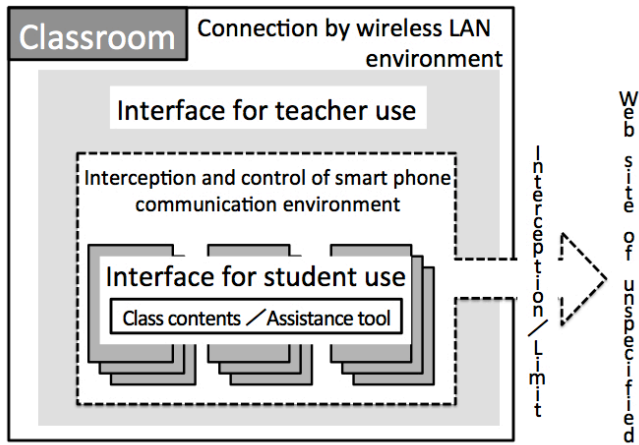 Classroom
Connection by wireless LAN
environment
Interface for teacher use
Interception and control of smart phone
communication environment
Interface for student use
Class contents ／Assistance tool
Interception／Limit
Web site of unspecified